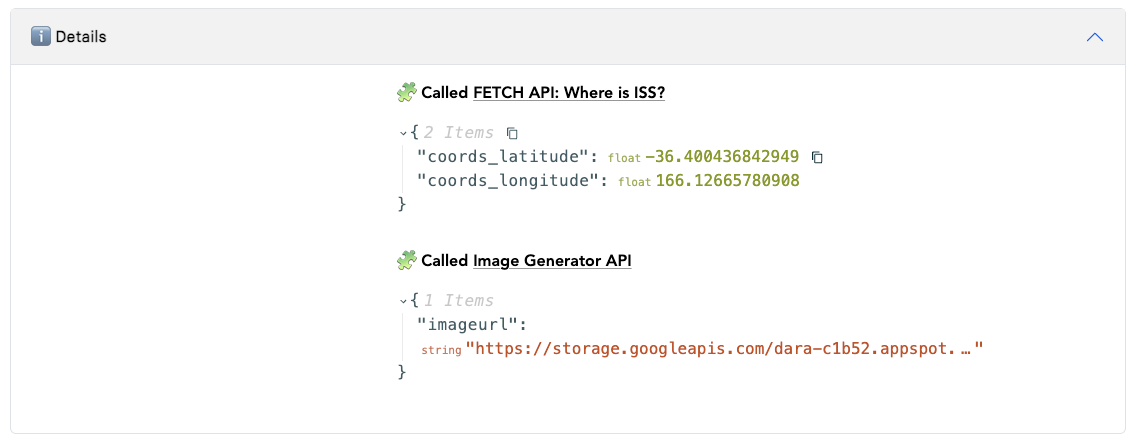 Details
Called FETCH API: Where is ISS?
{ 2 Items
"coords_latitude": float -36.400436842949
"coords_longitude": float 166.12657780908
}
Called Image Generator API
{ 1 Items
"imageurl":
string "https://storage.googleapis.com/dara-c1b52.appspot. …"
}